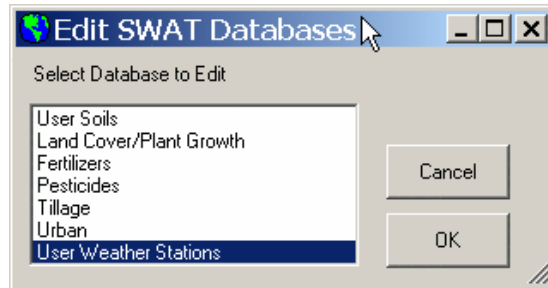 Edit SWAT Databases
Select Database to Edit
User Soils
Land Cover/Plant Growth
Fertilizers
Pesticides
Tillage
Urban
User Weather Stations
Cancel
OK